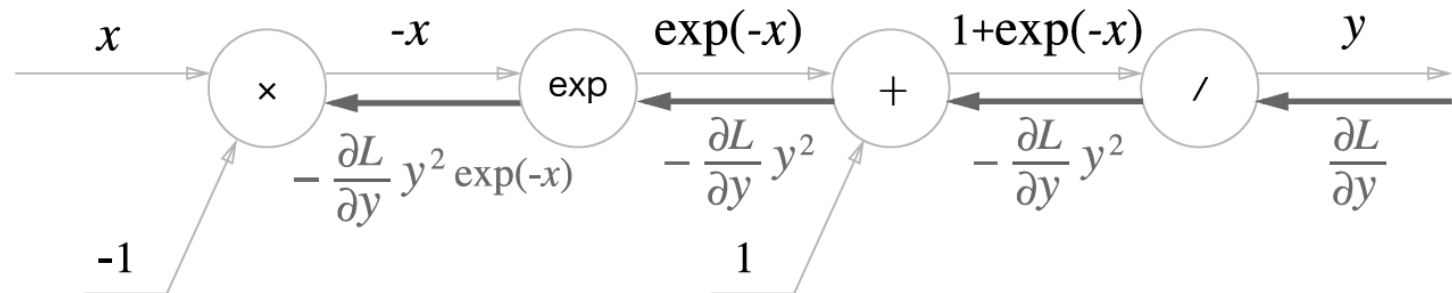 x -x exp(-x) 1+exp(-x) y
× exp + /
- ∂L/∂y y² exp(-x) - ∂L/∂y y² - ∂L/∂y y² ∂L/∂y
-1 1